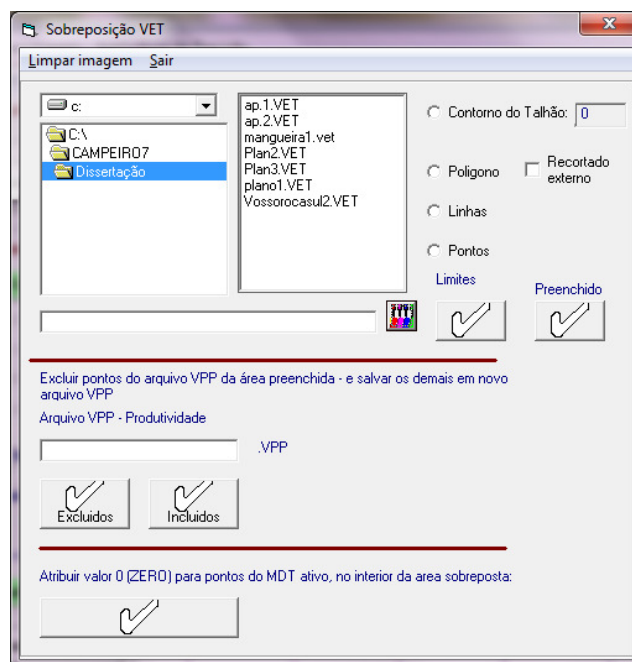 Sobreposição VET
Limpar imagem Sair
c:
C:\
CAMPEIRO7
Dissertação
ap.1.VET
ap.2.VET
mangueira1.vet
Plan2.VET
Plan3.VET
plano1.VET
Vossorocasul2.VET
Contorno do Talhão: 0
Poligono
Recortado
externo
Linhas
Pontos
Limites
Preenchido
Excluir pontos do arquivo VPP da área preenchida - e salvar os demais em novo
arquivo VPP
Arquivo VPP - Produtividade
.VPP
Excluidos
Incluidos
Atribuir valor 0 (ZERO) para pontos do MDT ativo, no interior da area sobreposta: